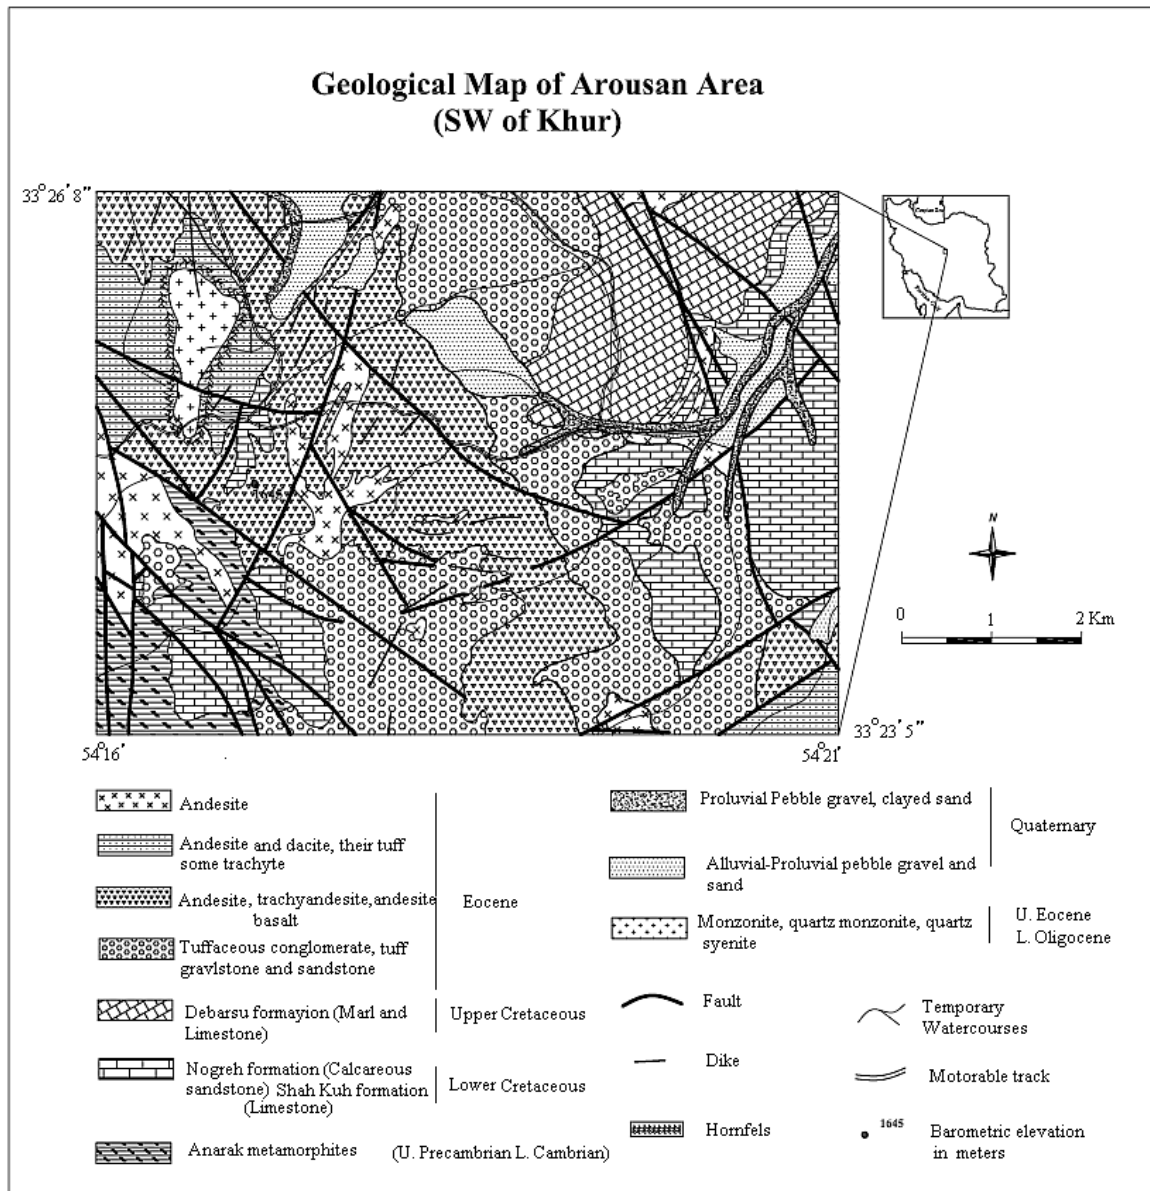 Geological Map of Arousan Area
(SW of Khur)
33° 26' 8"
1645
N
0 1 2 Km
33° 23' 5"
54° 16'
54° 21'
Andesite
Andesite and dacite, their tuff
some trachyte
Andesite, trachyandesite, andesite
basalt
Tuffaceous conglomerate, tuff
gravlstone and sandstone
Eocene
Debarsu formayion (Marl and
Limestone)
Upper Cretaceous
Nogreh formation (Calcareous
sandstone) Shah Kuh formation
(Limestone)
Lower Cretaceous
Anarak metamorphites (U. Precambrian L. Cambrian)
Proluvial Pebble gravel, clayed sand
Alluvial-Proluvial pebble gravel and
sand
Quaternary
Monzonite, quartz monzonite, quartz
syenite
U. Eocene
L. Oligocene
Fault
Dike
Hornfels
Temporary
Watercourses
Motorable track
1645
Barometric elevation
in meters